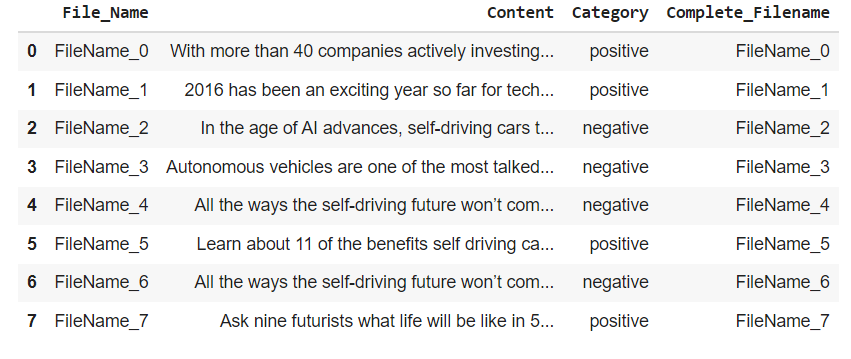 File_Name Content Category Complete_Filename
0 FileName_0 With more than 40 companies actively investing... positive FileName_0
1 FileName_1 2016 has been an exciting year so far for tech... positive FileName_1
2 FileName_2 In the age of AI advances, self-driving cars t... negative FileName_2
3 FileName_3 Autonomous vehicles are one of the most talked... negative FileName_3
4 FileName_4 All the ways the self-driving future won’t com... negative FileName_4
5 FileName_5 Learn about 11 of the benefits self driving ca... positive FileName_5
6 FileName_6 All the ways the self-driving future won’t com... negative FileName_6
7 FileName_7 Ask nine futurists what life will be like in 5... positive FileName_7